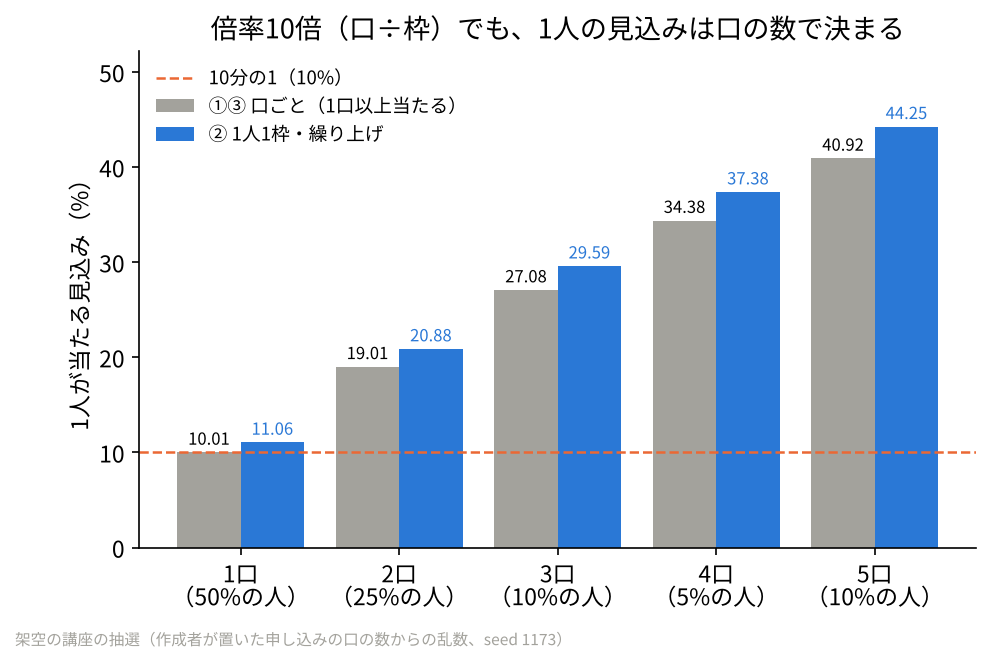 倍率10倍（口÷枠）でも、1人の見込みは口の数で決まる
10分の1（10%）
①③ 口ごと（1口以上当たる）
② 1人1枠・繰り上げ
1人が当たる見込み（%）
50
40
30
20
10
0
10.01
11.06
19.01
20.88
27.08
29.59
34.38
37.38
40.92
44.25
1口
（50%の人）
2口
（25%の人）
3口
（10%の人）
4口
（5%の人）
5口
（10%の人）
架空の講座の抽選（作成者が置いた申し込みの口の数からの乱数、seed 1173）